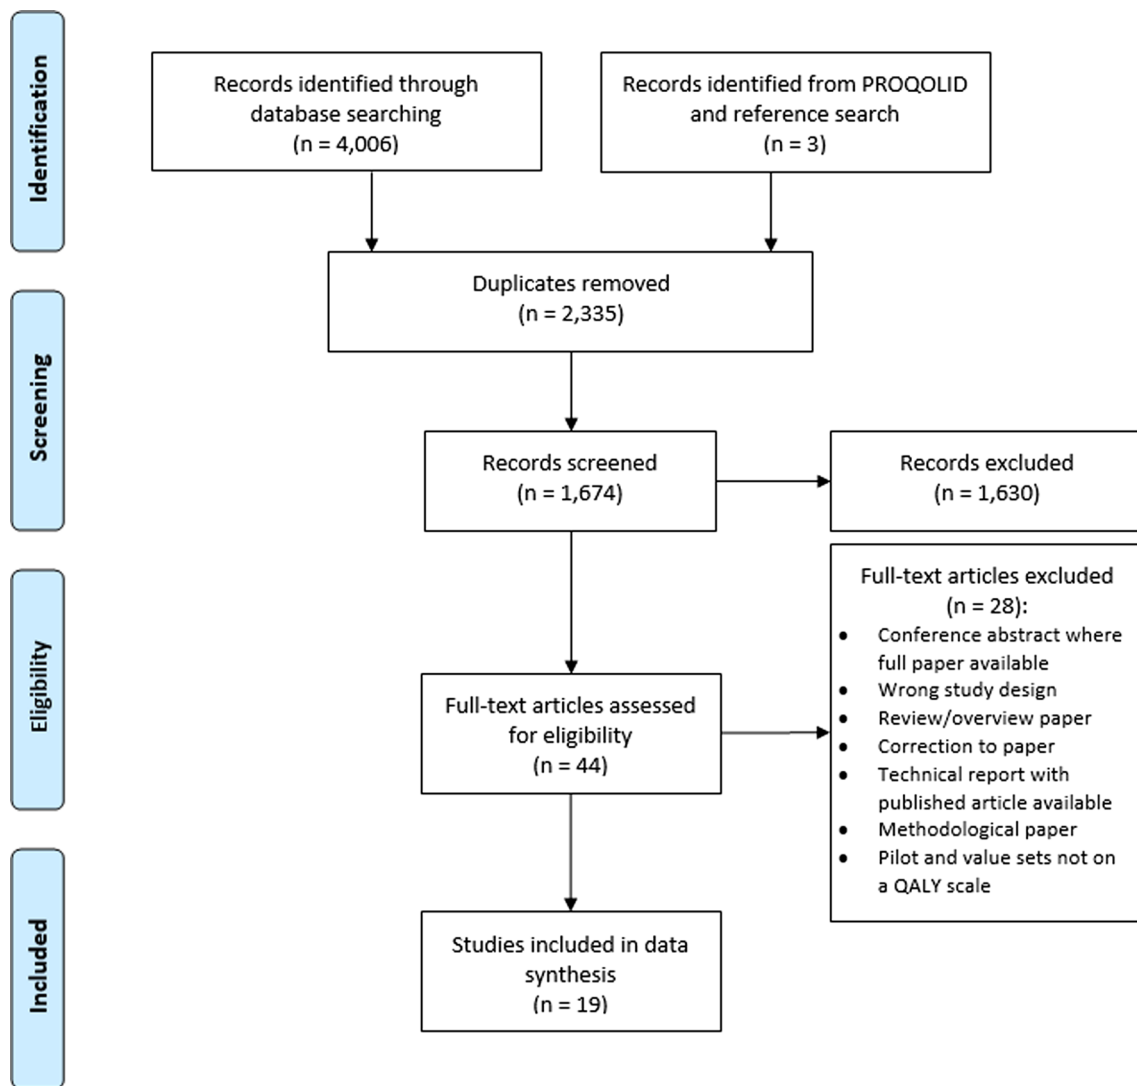 Identification
Records identified through
database searching
(n = 4,006)
Records identified from PROQOLID
and reference search
(n = 3)
Duplicates removed
(n = 2,335)
Screening
Records screened
(n = 1,674)
Records excluded
(n = 1,630)
Eligibility
Full-text articles assessed
for eligibility
(n = 44)
Full-text articles excluded
(n = 28):
• Conference abstract where
full paper available
• Wrong study design
• Review/overview paper
• Correction to paper
• Technical report with
published article available
• Methodological paper
• Pilot and value sets not on
a QALY scale
Included
Studies included in data
synthesis
(n = 19)